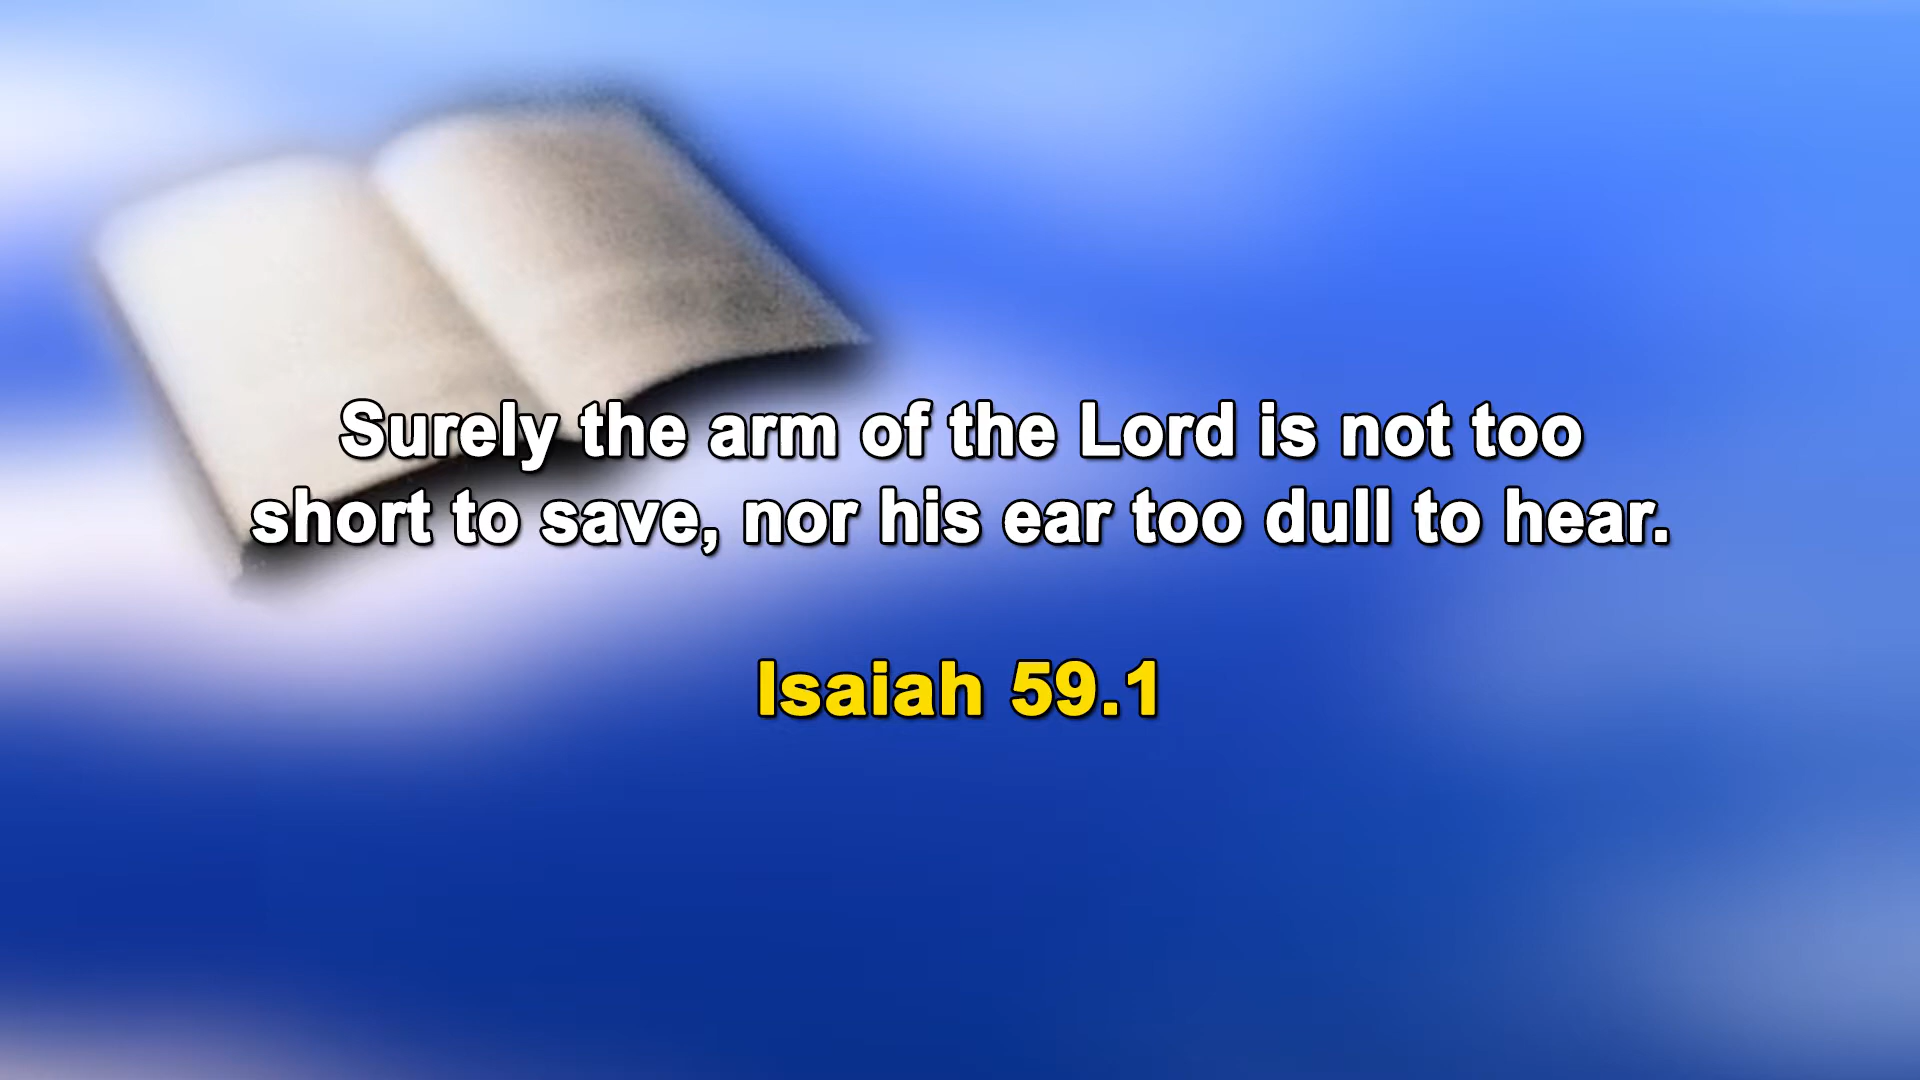 Surely the arm of the Lord is not too
short to save, nor his ear too dull to hear.
Isaiah 59.1